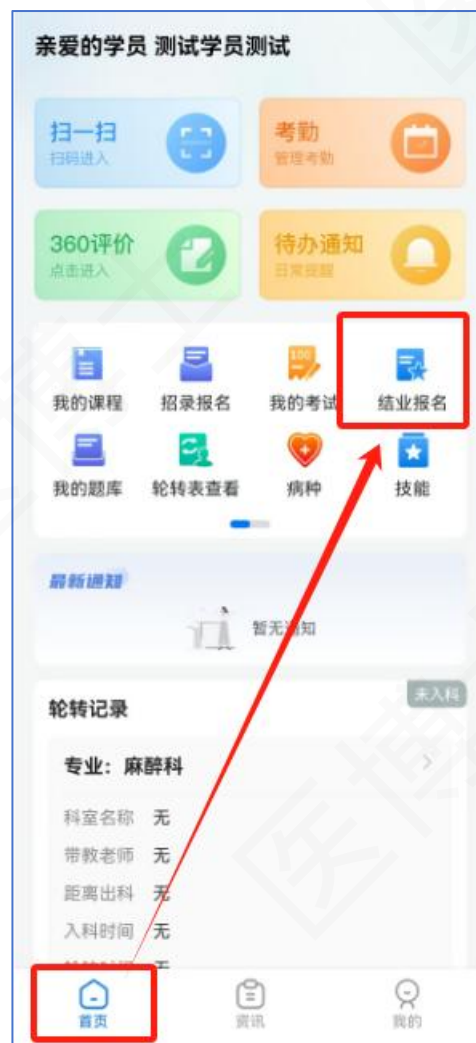 亲爱的学员 测试学员测试
扫一扫
扫码进入
考勤
管理考勤
360评价
点击进入
待办通知
日常提醒
我的课程
招录报名
100
我的考试
结业报名
我的题库
轮转表查看
病种
技能
最新通知
暂无通知
轮转记录
未入科
专业：麻醉科
科室名称 无
带教老师 无
距离出科 无
入科时间 无
首页
资讯
我的